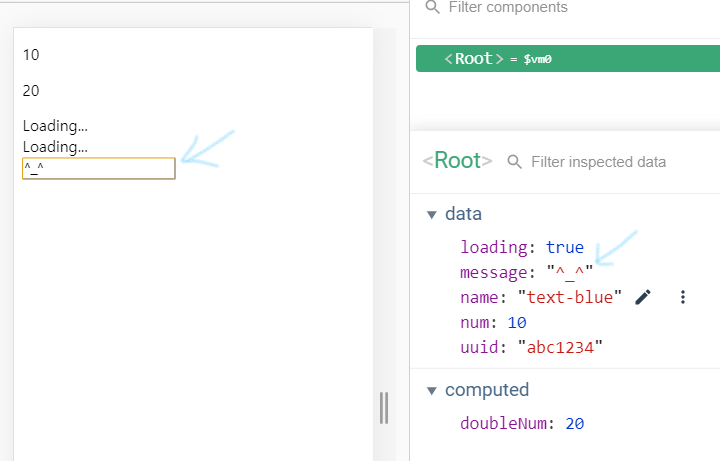 10
20
Loading...
Loading...
^_^
Filter components
<Root> = $vm0
<Root> Filter inspected data
data
loading: true
message: "^_^"
name: "text-blue"
num: 10
uuid: "abc1234"
computed
doubleNum: 20